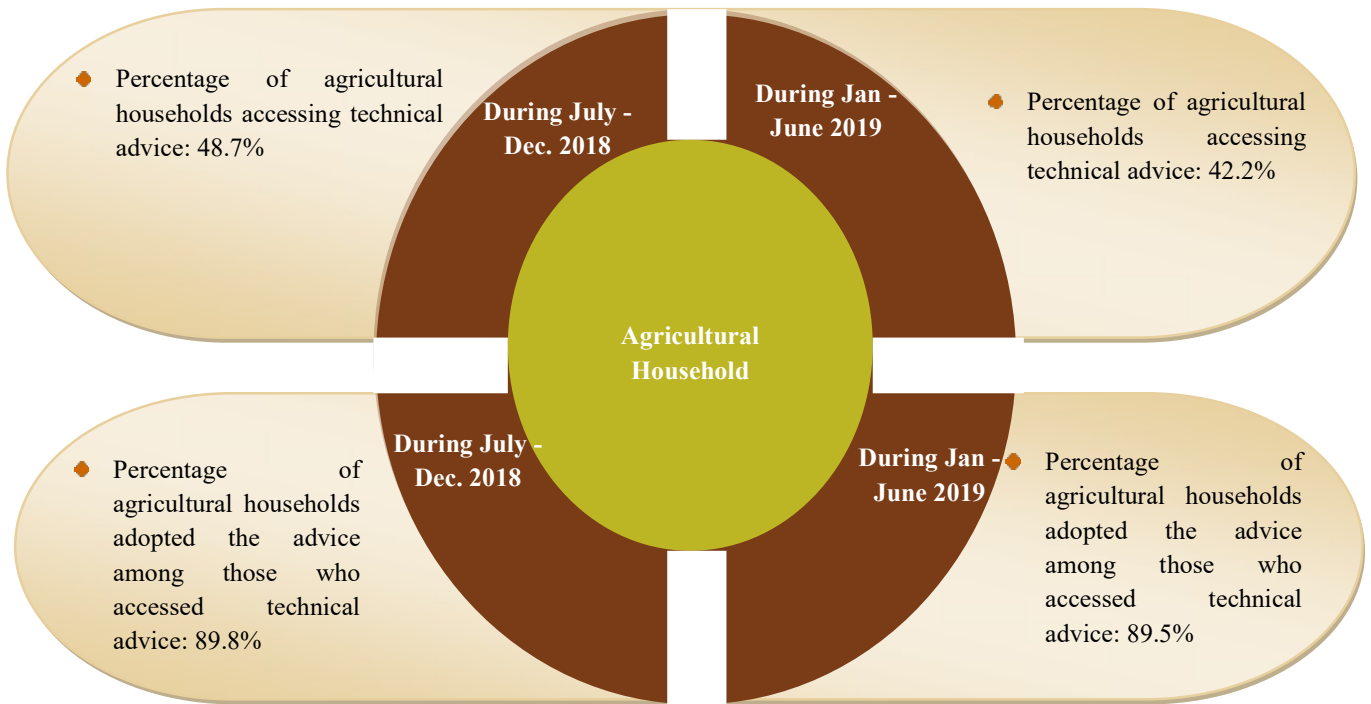 Percentage of agricultural
households accessing technical
advice: 48.7%
During July -
Dec. 2018
During Jan -
June 2019
Percentage of agricultural
households accessing
technical advice: 42.2%
Agricultural
Household
Percentage of
agricultural households
adopted the advice
among those who
accessed technical
advice: 89.8%
During July -
Dec. 2018
During Jan -
June 2019
Percentage of
agricultural households
adopted the advice
among those who
accessed technical
advice: 89.5%